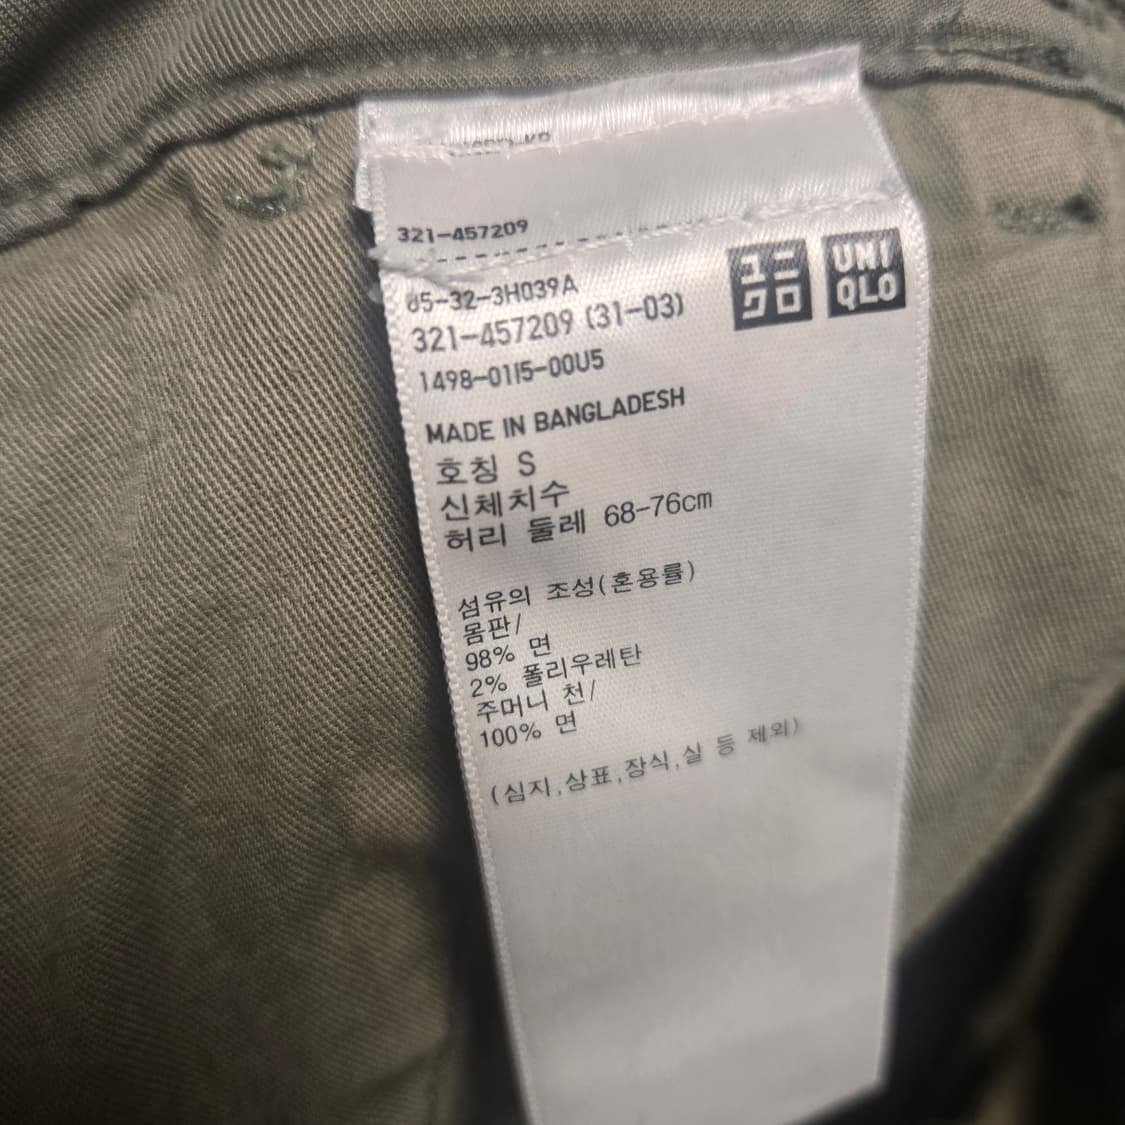 321-457209
ユニ
クロ
UNI
QLO
05-32-3H039A
321-457209 (31-03)
1498-0115-00U5
MADE IN BANGLADESH
호칭 S
신체치수
허리 둘레 68-76cm
섬유의 조성(혼용률)
몸판/
98% 면
2% 폴리우레탄
주머니 천/
100% 면
(심지,상표,장식,실 등 제외)